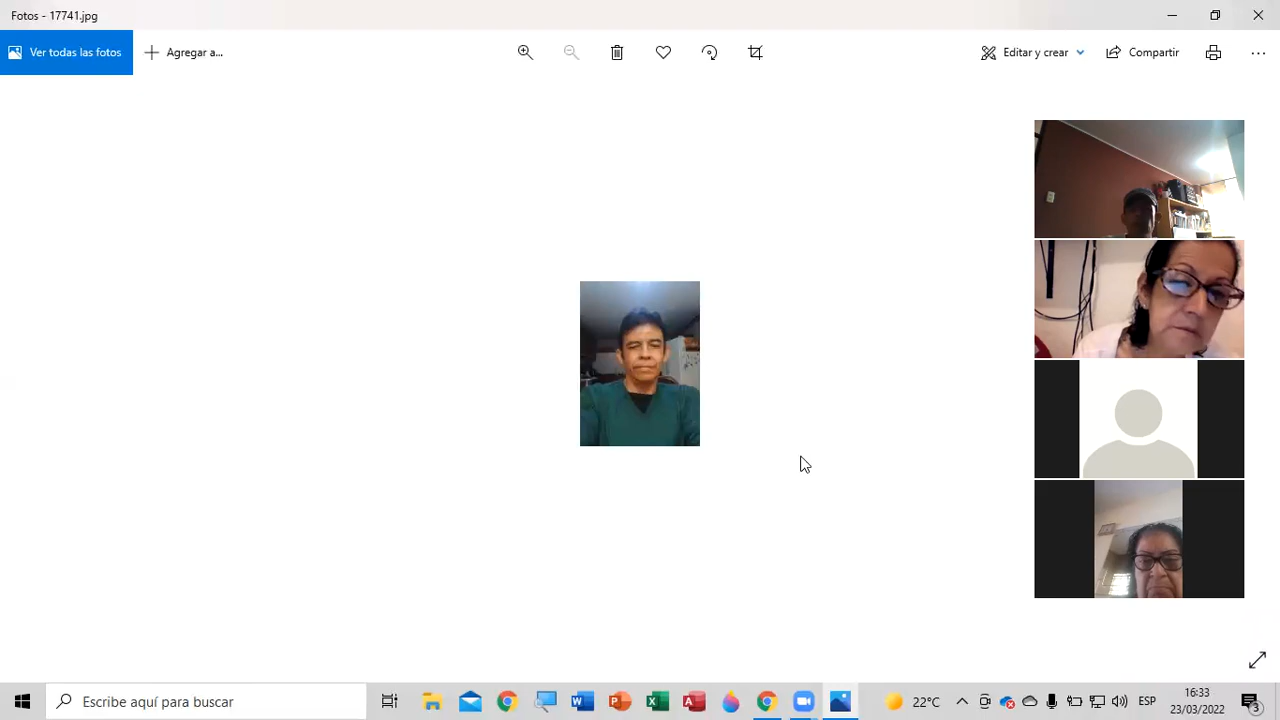 Fotos - 17741.jpg
Ver todas las fotos
Agregar a...
Editar y crear
Compartir
Escribe aquí para buscar
22°C
ESP
16:33
23/03/2022
3